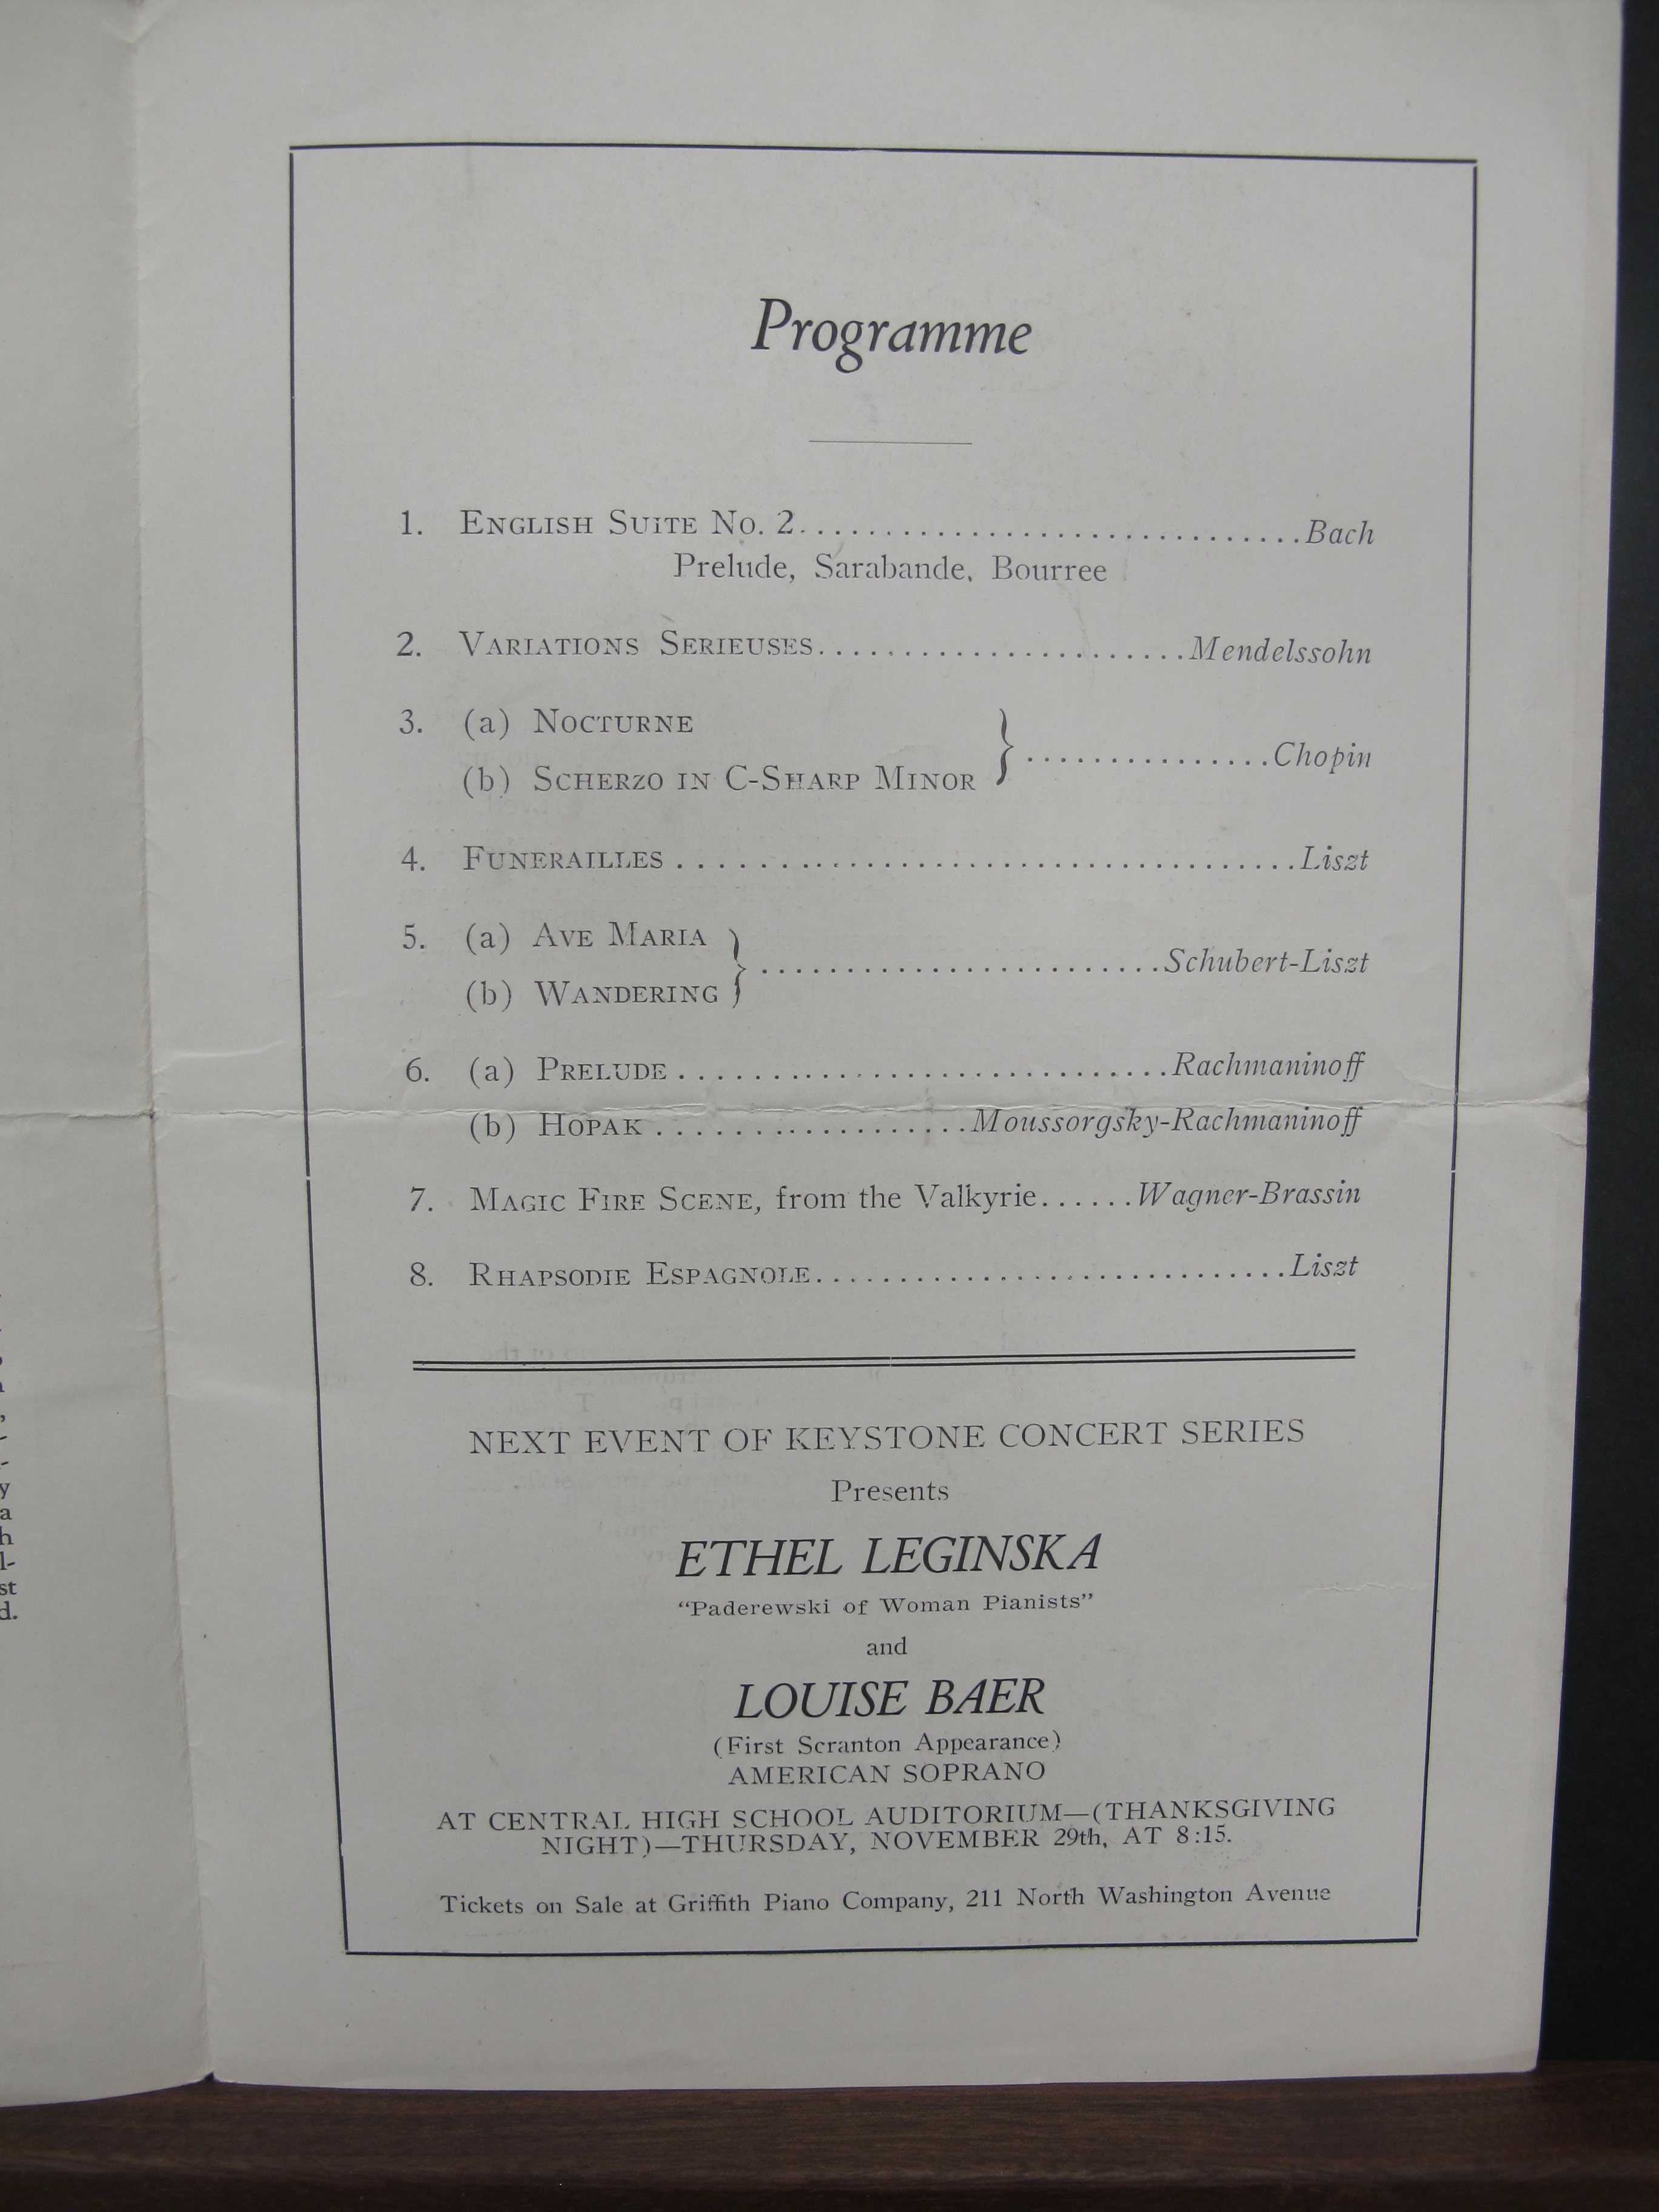 Programme
1. English Suite No. 2................................Bach
Prelude, Sarabande, Bourree
2. Variations Serieuses.......................Mendelssohn
3. (a) Nocturne
(b) Scherzo in C-Sharp Minor } ...............Chopin
4. Funerailles ....................................Liszt
5. (a) Ave Maria
(b) Wandering } .........................Schubert-Liszt
6. (a) Prelude ..............................Rachmaninoff
(b) Hopak ...................Moussorgsky-Rachmaninoff
7. Magic Fire Scene, from the Valkyrie......Wagner-Brassin
8. Rhapsodie Espagnole.............................Liszt
NEXT EVENT OF KEYSTONE CONCERT SERIES
Presents
ETHEL LEGINSKA
“Paderewski of Woman Pianists”
and
LOUISE BAER
(First Scranton Appearance)
AMERICAN SOPRANO
AT CENTRAL HIGH SCHOOL AUDITORIUM—(THANKSGIVING
NIGHT)—THURSDAY, NOVEMBER 29th, AT 8:15.
Tickets on Sale at Griffith Piano Company, 211 North Washington Avenue